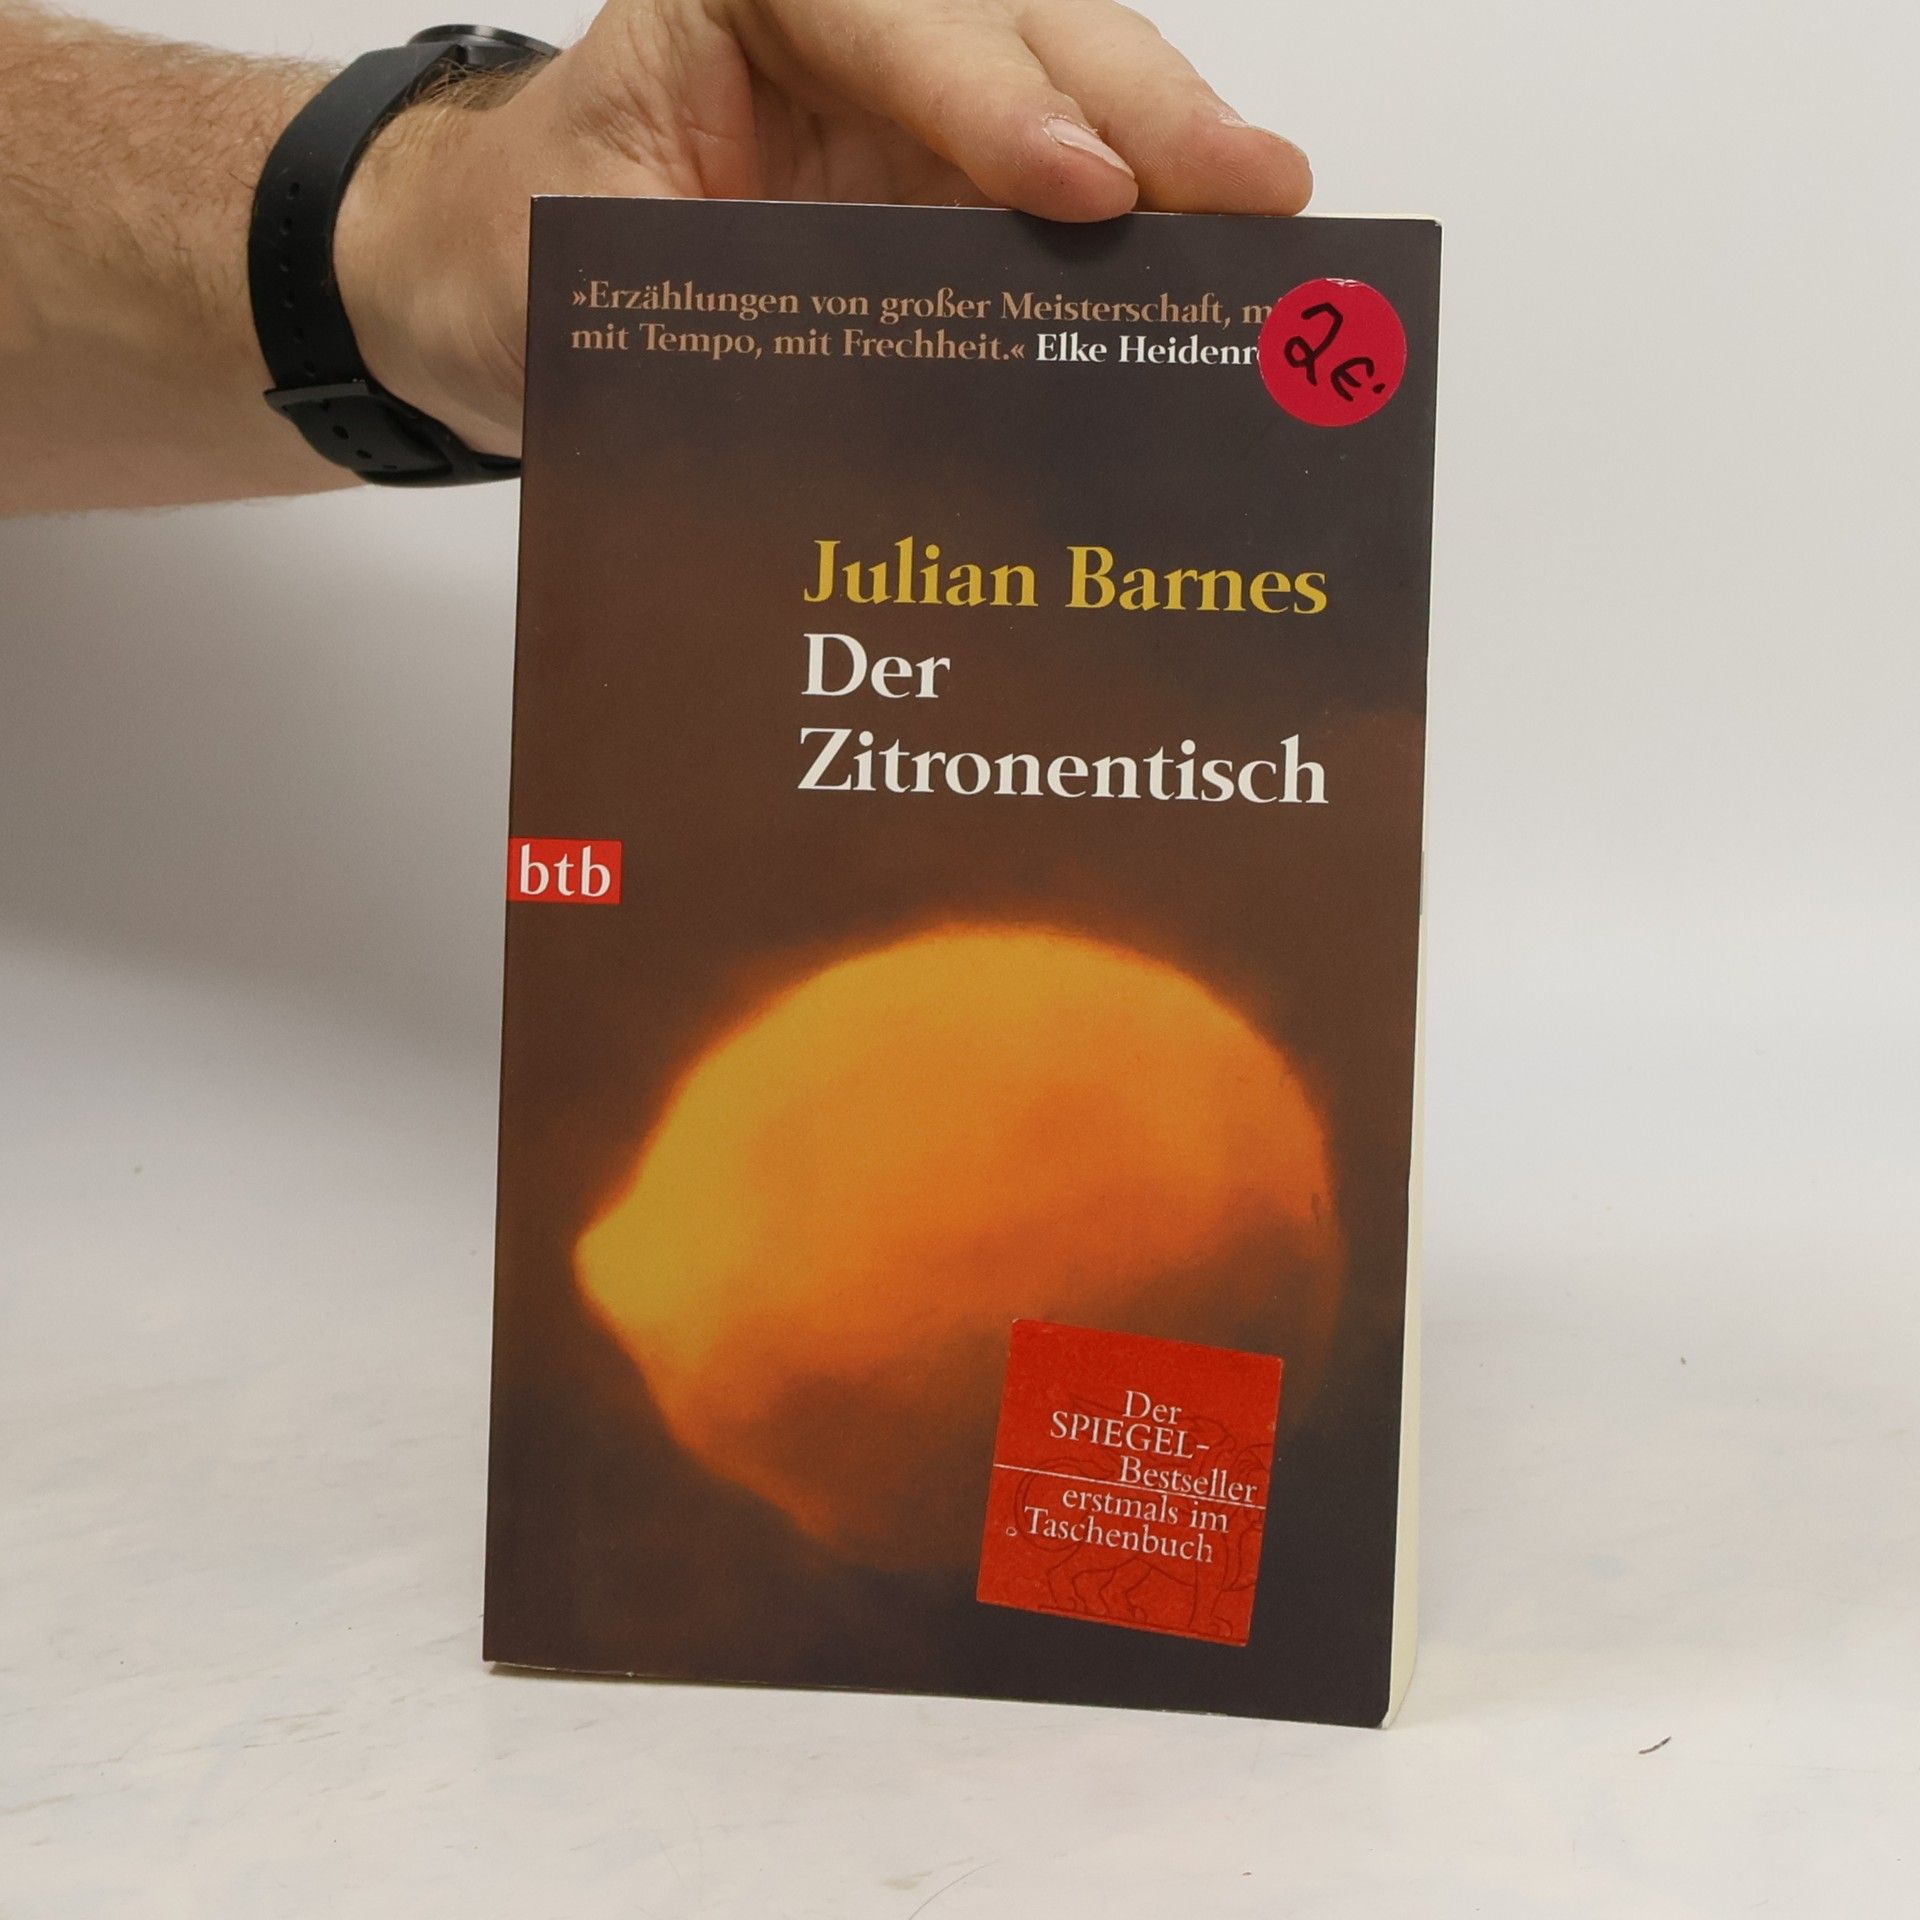 »Erzählungen von großer Meisterschaft,
mit Tempo, mit Frechheit.« Elke
2€.
Julian Barnes
Der
Zitronentisch
btb
Der
SPIEGEL-
Bestseller
erstmals im
Taschenbuch